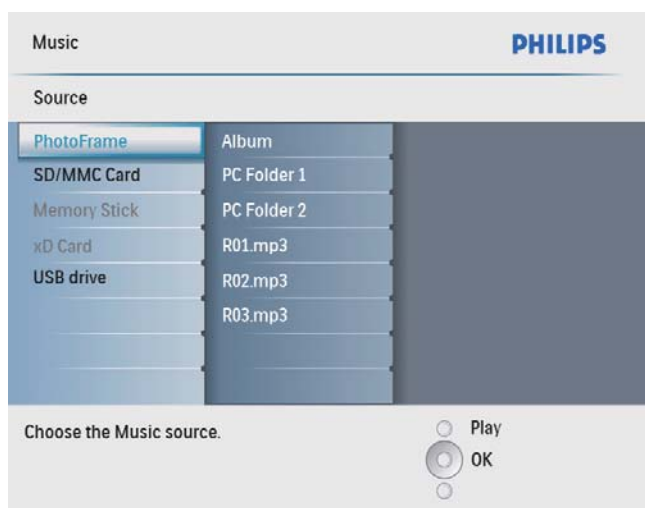 Music
PHILIPS
Source
PhotoFrame
SD/MMC Card
Memory Stick
xD Card
USB drive
Album
PC Folder 1
PC Folder 2
R01.mp3
R02.mp3
R03.mp3
Choose the Music source.
Play
OK